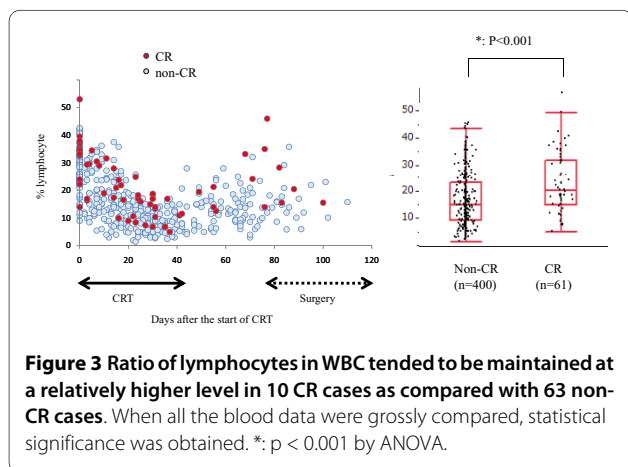 CR
non-CR
% lymphocyte
60
50
40
30
20
10
0
0 20 40 60 80 100 120
CRT Surgery
Days after the start of CRT
*: P<0.001
50
40
30
20
10
Non-CR CR
(n=400) (n=61)
Figure 3 Ratio of lymphocytes in WBC tended to be maintained at
a relatively higher level in 10 CR cases as compared with 63 non-
CR cases. When all the blood data were grossly compared, statistical
significance was obtained. *: p < 0.001 by ANOVA.